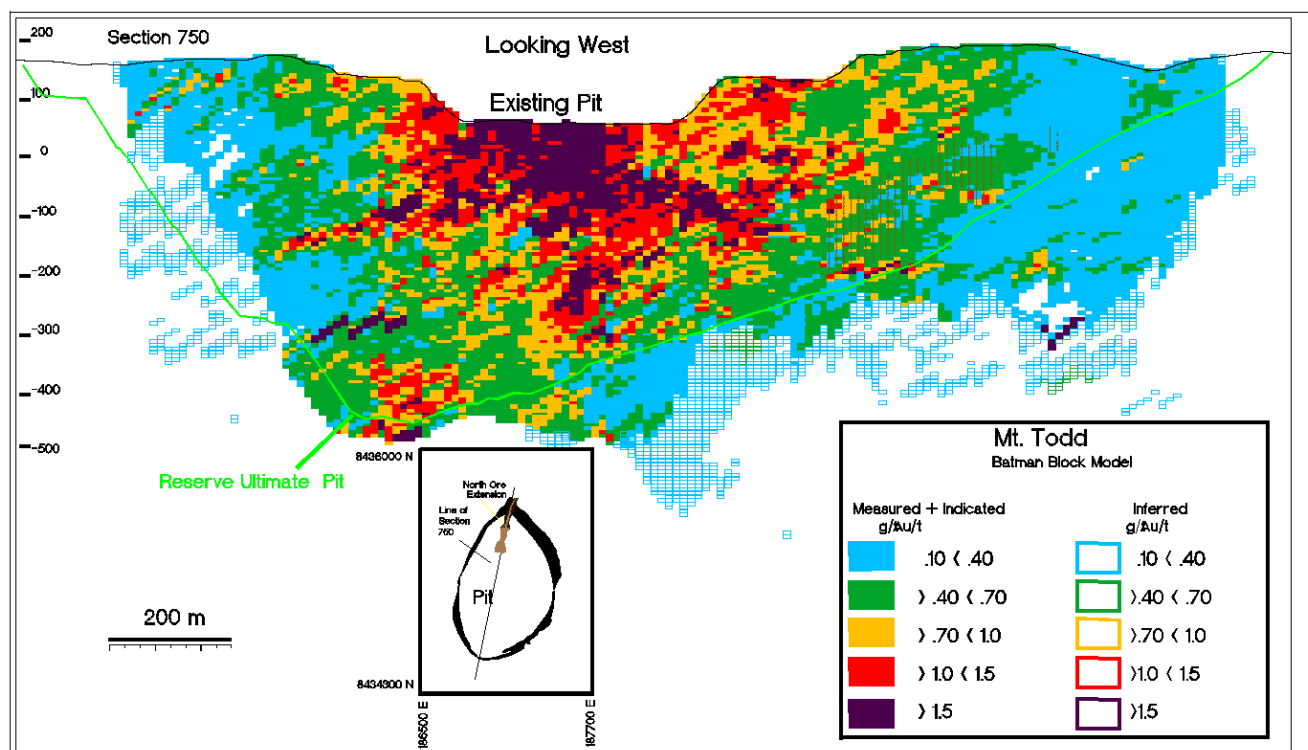 200
Section 750
Looking West
100
Existing Pit
0
-100
-200
-300
-400
-500
Reserve Ultimate Pit
200 m
8436000 N
North Ore
Extension
Line of
Section
750
Pit
8434300 N
186500 E
187700 E
Mt. Todd
Batman Block Model
Measured + Indicated
g/Au/t
Inferred
g/Au/t
.10 < .40
.10 < .40
> .40 < .70
>.40 < .70
> .70 < 1.0
>.70 < 1.0
> 1.0 < 1.5
>1.0 < 1.5
> 1.5
>1.5